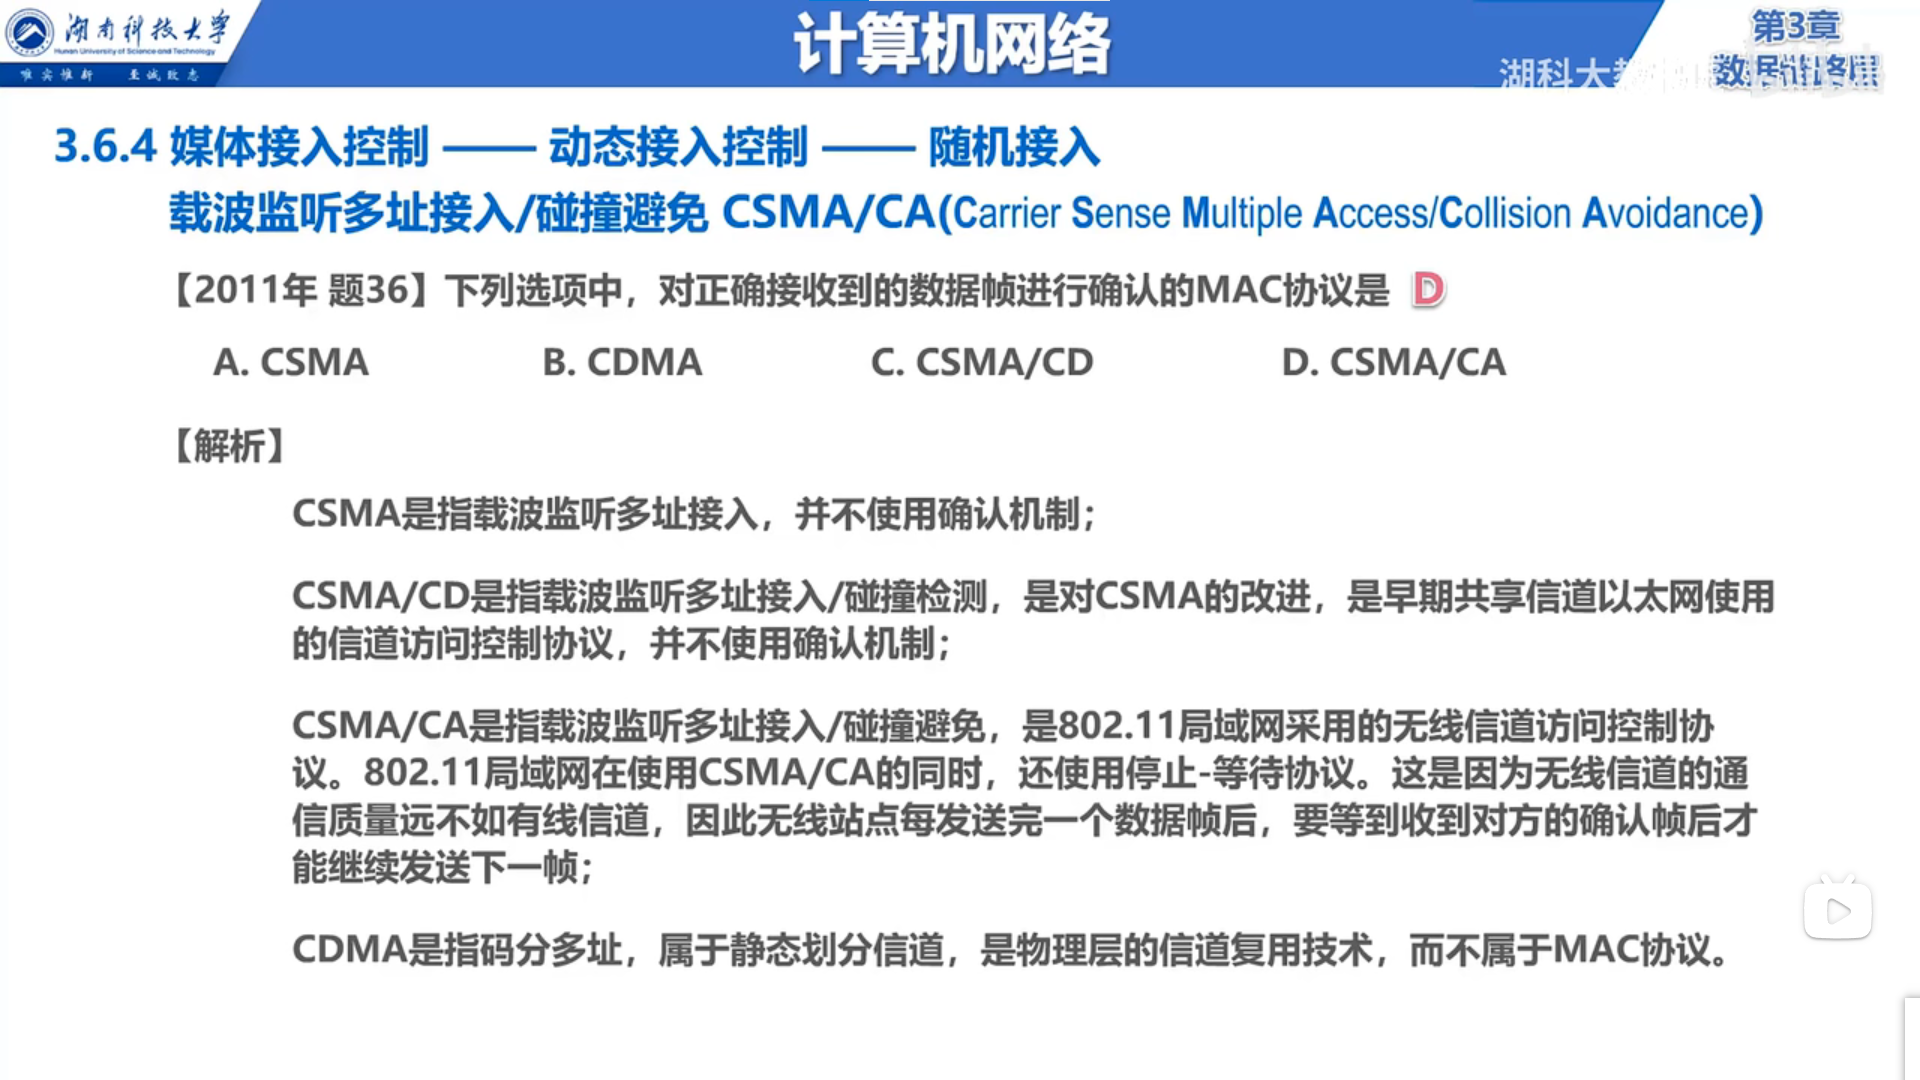 湖南科技大学
Hunan University of Science and Technology
唯实惟新 至诚致志
计算机网络
第3章
数据链路层
湖科大教
3.6.4 媒体接入控制 —— 动态接入控制 —— 随机接入
载波监听多址接入/碰撞避免 CSMA/CA(Carrier Sense Multiple Access/Collision Avoidance)
【2011年 题36】下列选项中，对正确接收到的数据帧进行确认的MAC协议是 D
A. CSMA B. CDMA C. CSMA/CD D. CSMA/CA
【解析】
CSMA是指载波监听多址接入，并不使用确认机制；
CSMA/CD是指载波监听多址接入/碰撞检测，是对CSMA的改进，是早期共享信道以太网使用
的信道访问控制协议，并不使用确认机制；
CSMA/CA是指载波监听多址接入/碰撞避免，是802.11局域网采用的无线信道访问控制协
议。802.11局域网在使用CSMA/CA的同时，还使用停止-等待协议。这是因为无线信道的通
信质量远不如有线信道，因此无线站点每发送完一个数据帧后，要等到收到对方的确认帧后才
能继续发送下一帧；
CDMA是指码分多址，属于静态划分信道，是物理层的信道复用技术，而不属于MAC协议。